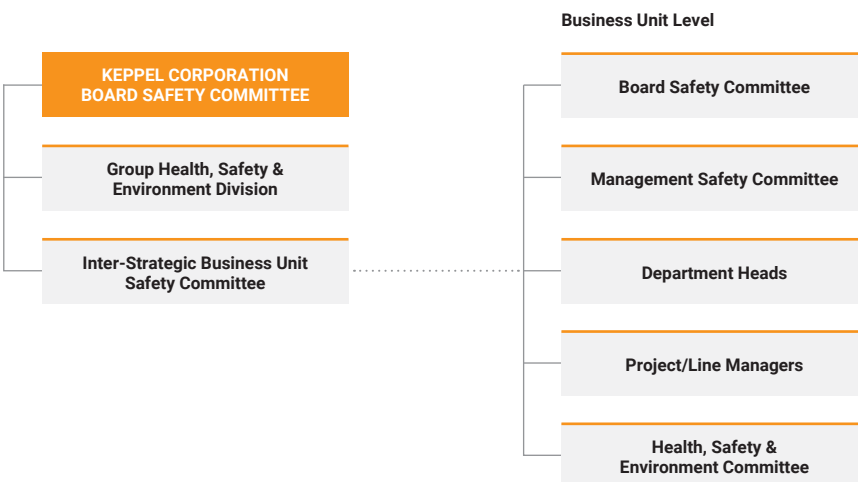 Business Unit Level
KEPPEL CORPORATION
BOARD SAFETY COMMITTEE
Group Health, Safety &
Environment Division
Inter-Strategic Business Unit
Safety Committee
Board Safety Committee
Management Safety Committee
Department Heads
Project/Line Managers
Health, Safety &
Environment Committee